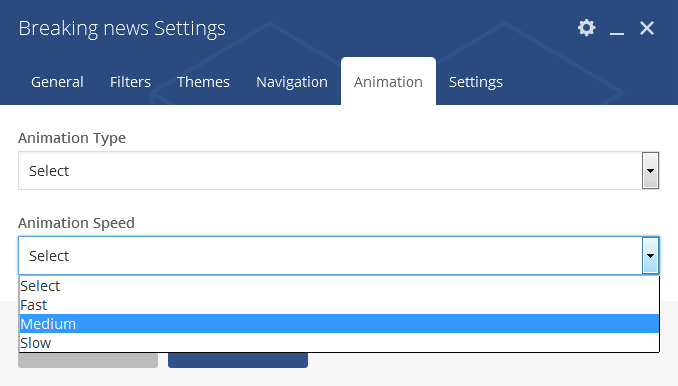 Breaking news Settings
General Filters Themes Navigation Animation Settings
Animation Type
Select
Animation Speed
Select
Select
Fast
Medium
Slow